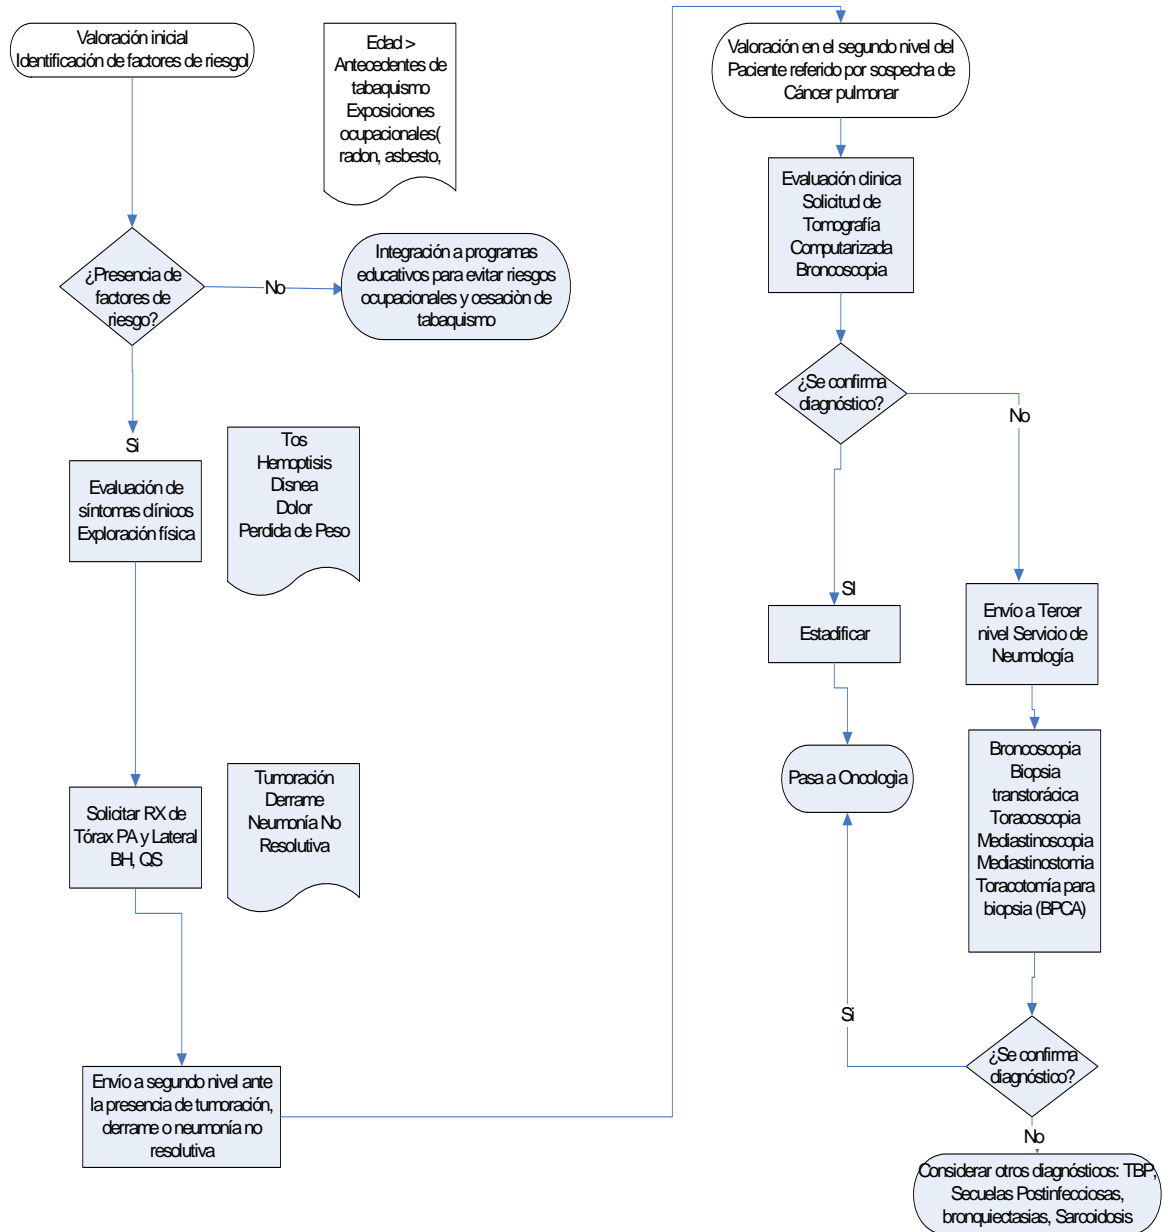 Valoración inicial
Identificación de factores de riesgol
Edad >
Antecedentes de
tabaquismo
Exposiciones
ocupacionales(
radon, asbesto,
¿Presencia de
factores de
riesgo?
No
Integración a programas
educativos para evitar riesgos
ocupacionales y cesaciòn de
tabaquismo
Si
Evaluación de
síntomas clínicos
Exploración física
Tos
Hemoptisis
Disnea
Dolor
Perdida de Peso
Solicitar RX de
Tórax PA y Lateral
BH, QS
Tumoración
Derrame
Neumonía No
Resolutiva
Envío a segundo nivel ante
la presencia de tumoración,
derrame o neumonía no
resolutiva
Valoración en el segundo nivel del
Paciente referido por sospecha de
Cáncer pulmonar
Evaluación clinica
Solicitud de
Tomografía
Computarizada
Broncoscopia
¿Se confirma
diagnóstico?
No
SI
Estadificar
Envío a Tercer
nivel Servicio de
Neumología
Pasa a Oncologìa
Broncoscopia
Biopsia
transtorácica
Toracoscopia
Mediastinoscopia
Mediastinostomia
Toracotomía para
biopsia (BPCA)
Si
¿Se confirma
diagnóstico?
No
Considerar otros diagnósticos: TBP,
Secuelas Postinfecciosas,
bronquiectasias, Sarcoidosis